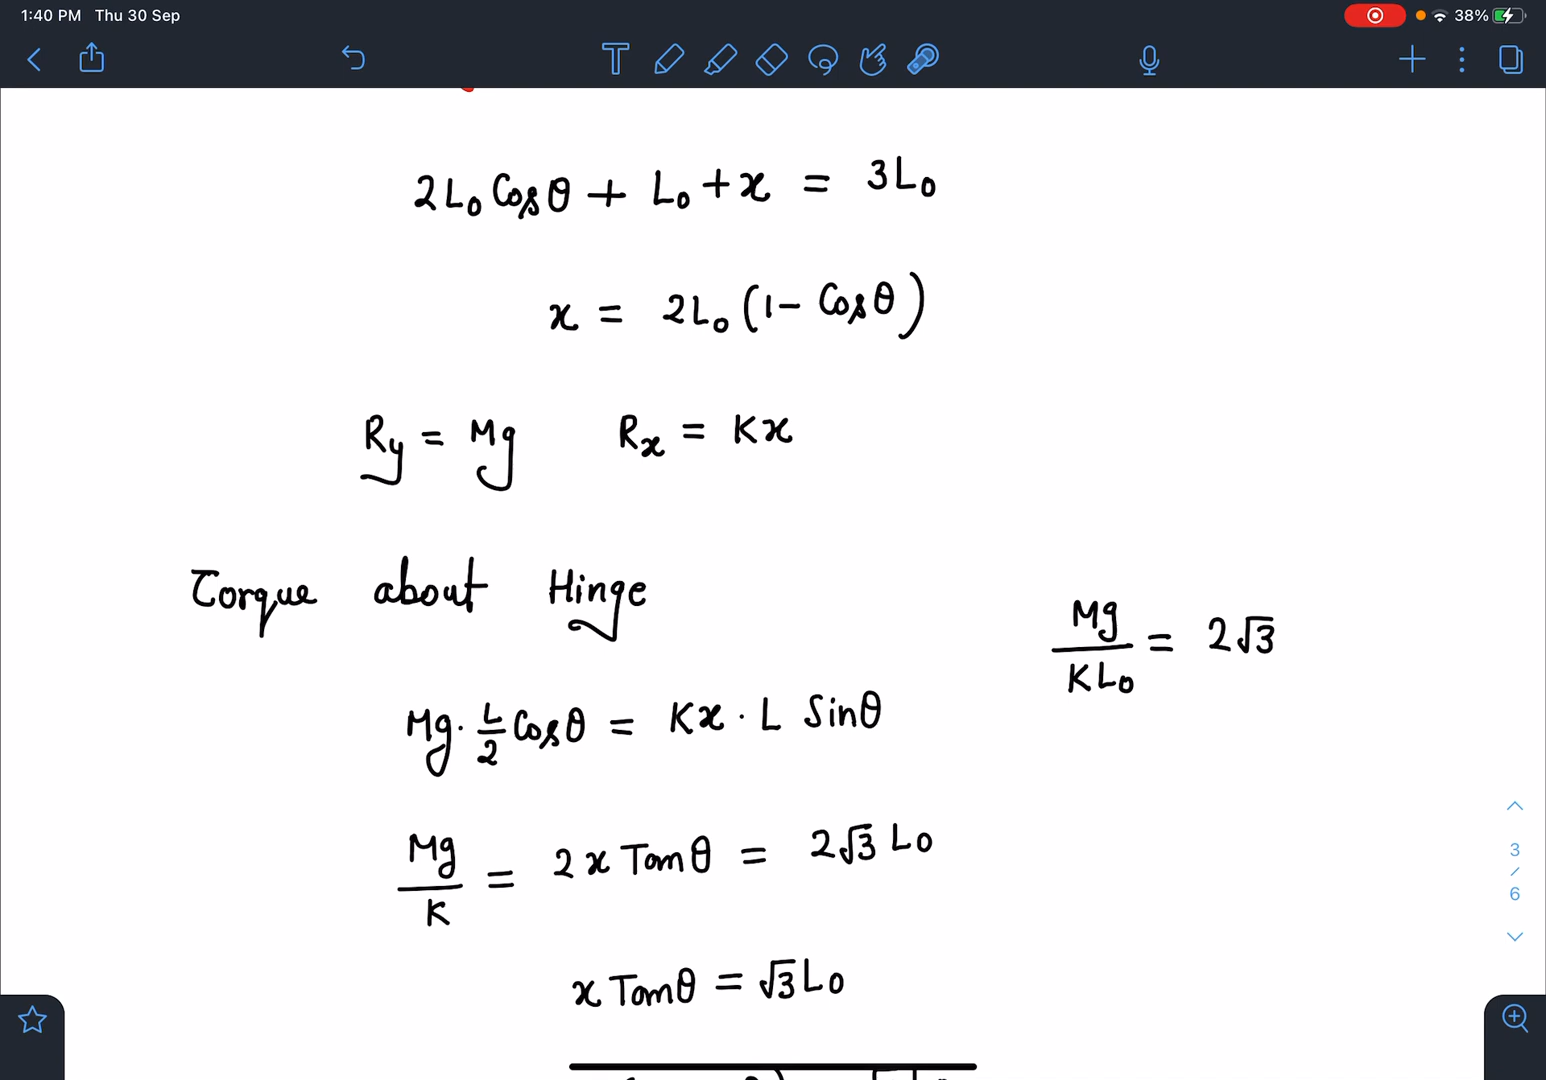 1:40 PM Thu 30 Sep
38%
T
2L₀ Cosθ + L₀ + x = 3L₀
x = 2L₀ (1 - Cosθ)
Ry = Mg Rx = Kx
Torque about Hinge
Mg/KL₀ = 2√3
Mg · L/2 Cosθ = Kx · L Sinθ
Mg/K = 2 x Tanθ = 2√3 L₀
x Tanθ = √3 L₀
3 / 6